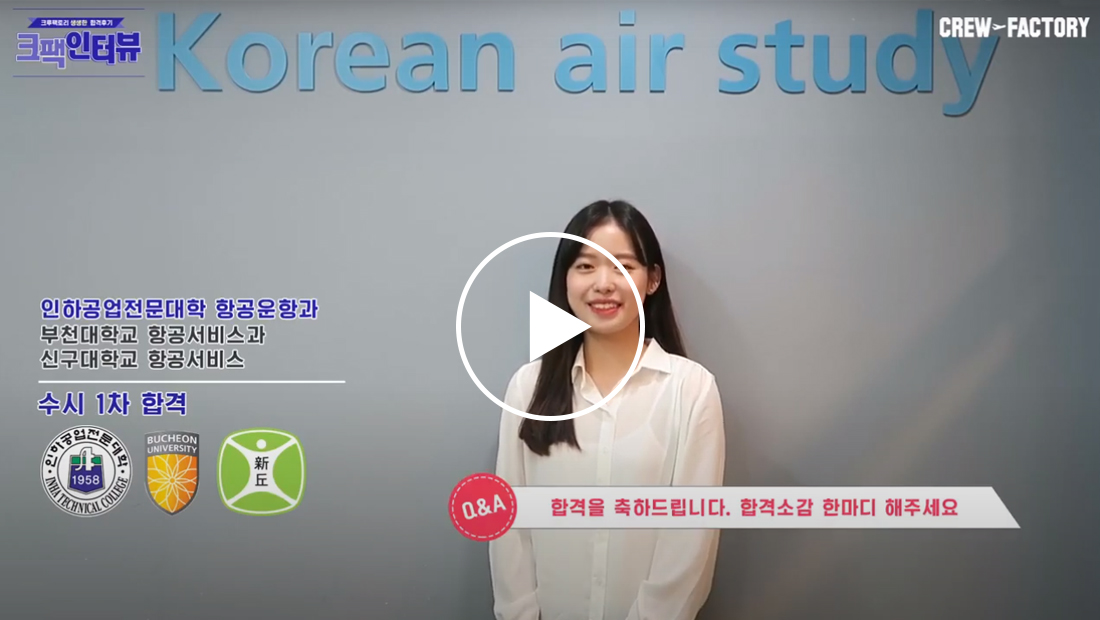 크루팩토리 생생한 합격후기
크팩인터뷰
Korean air study
CREW FACTORY
인하공업전문대학 항공운항과
부천대학교 항공서비스과
신구대학교 항공서비스
수시 1차 합격
인하공업전문대학
1958
INHA TECHNICAL COLLEGE
BUCHEON
UNIVERSITY
新
丘
Q&A
합격을 축하드립니다. 합격소감 한마디 해주세요